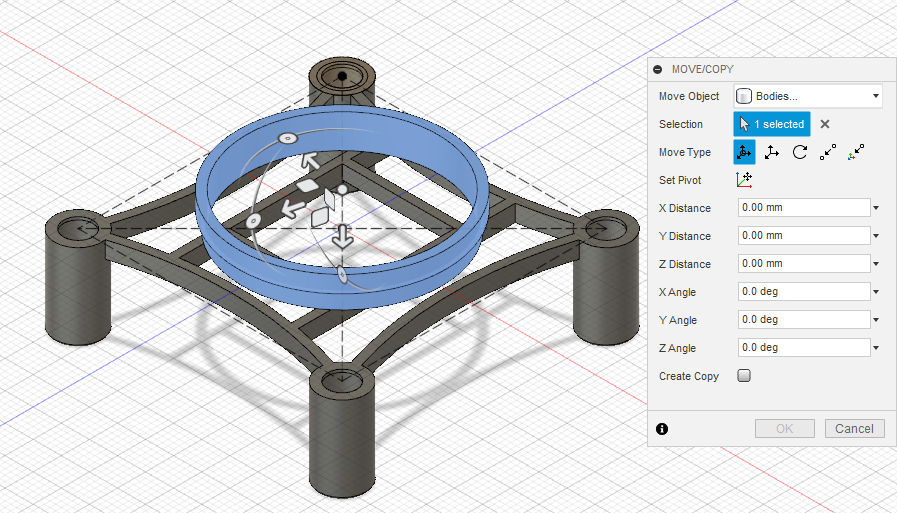 MOVE/COPY
Move Object Bodies...
Selection 1 selected
Move Type
Set Pivot
X Distance 0.00 mm
Y Distance 0.00 mm
Z Distance 0.00 mm
X Angle 0.0 deg
Y Angle 0.0 deg
Z Angle 0.0 deg
Create Copy
OK Cancel